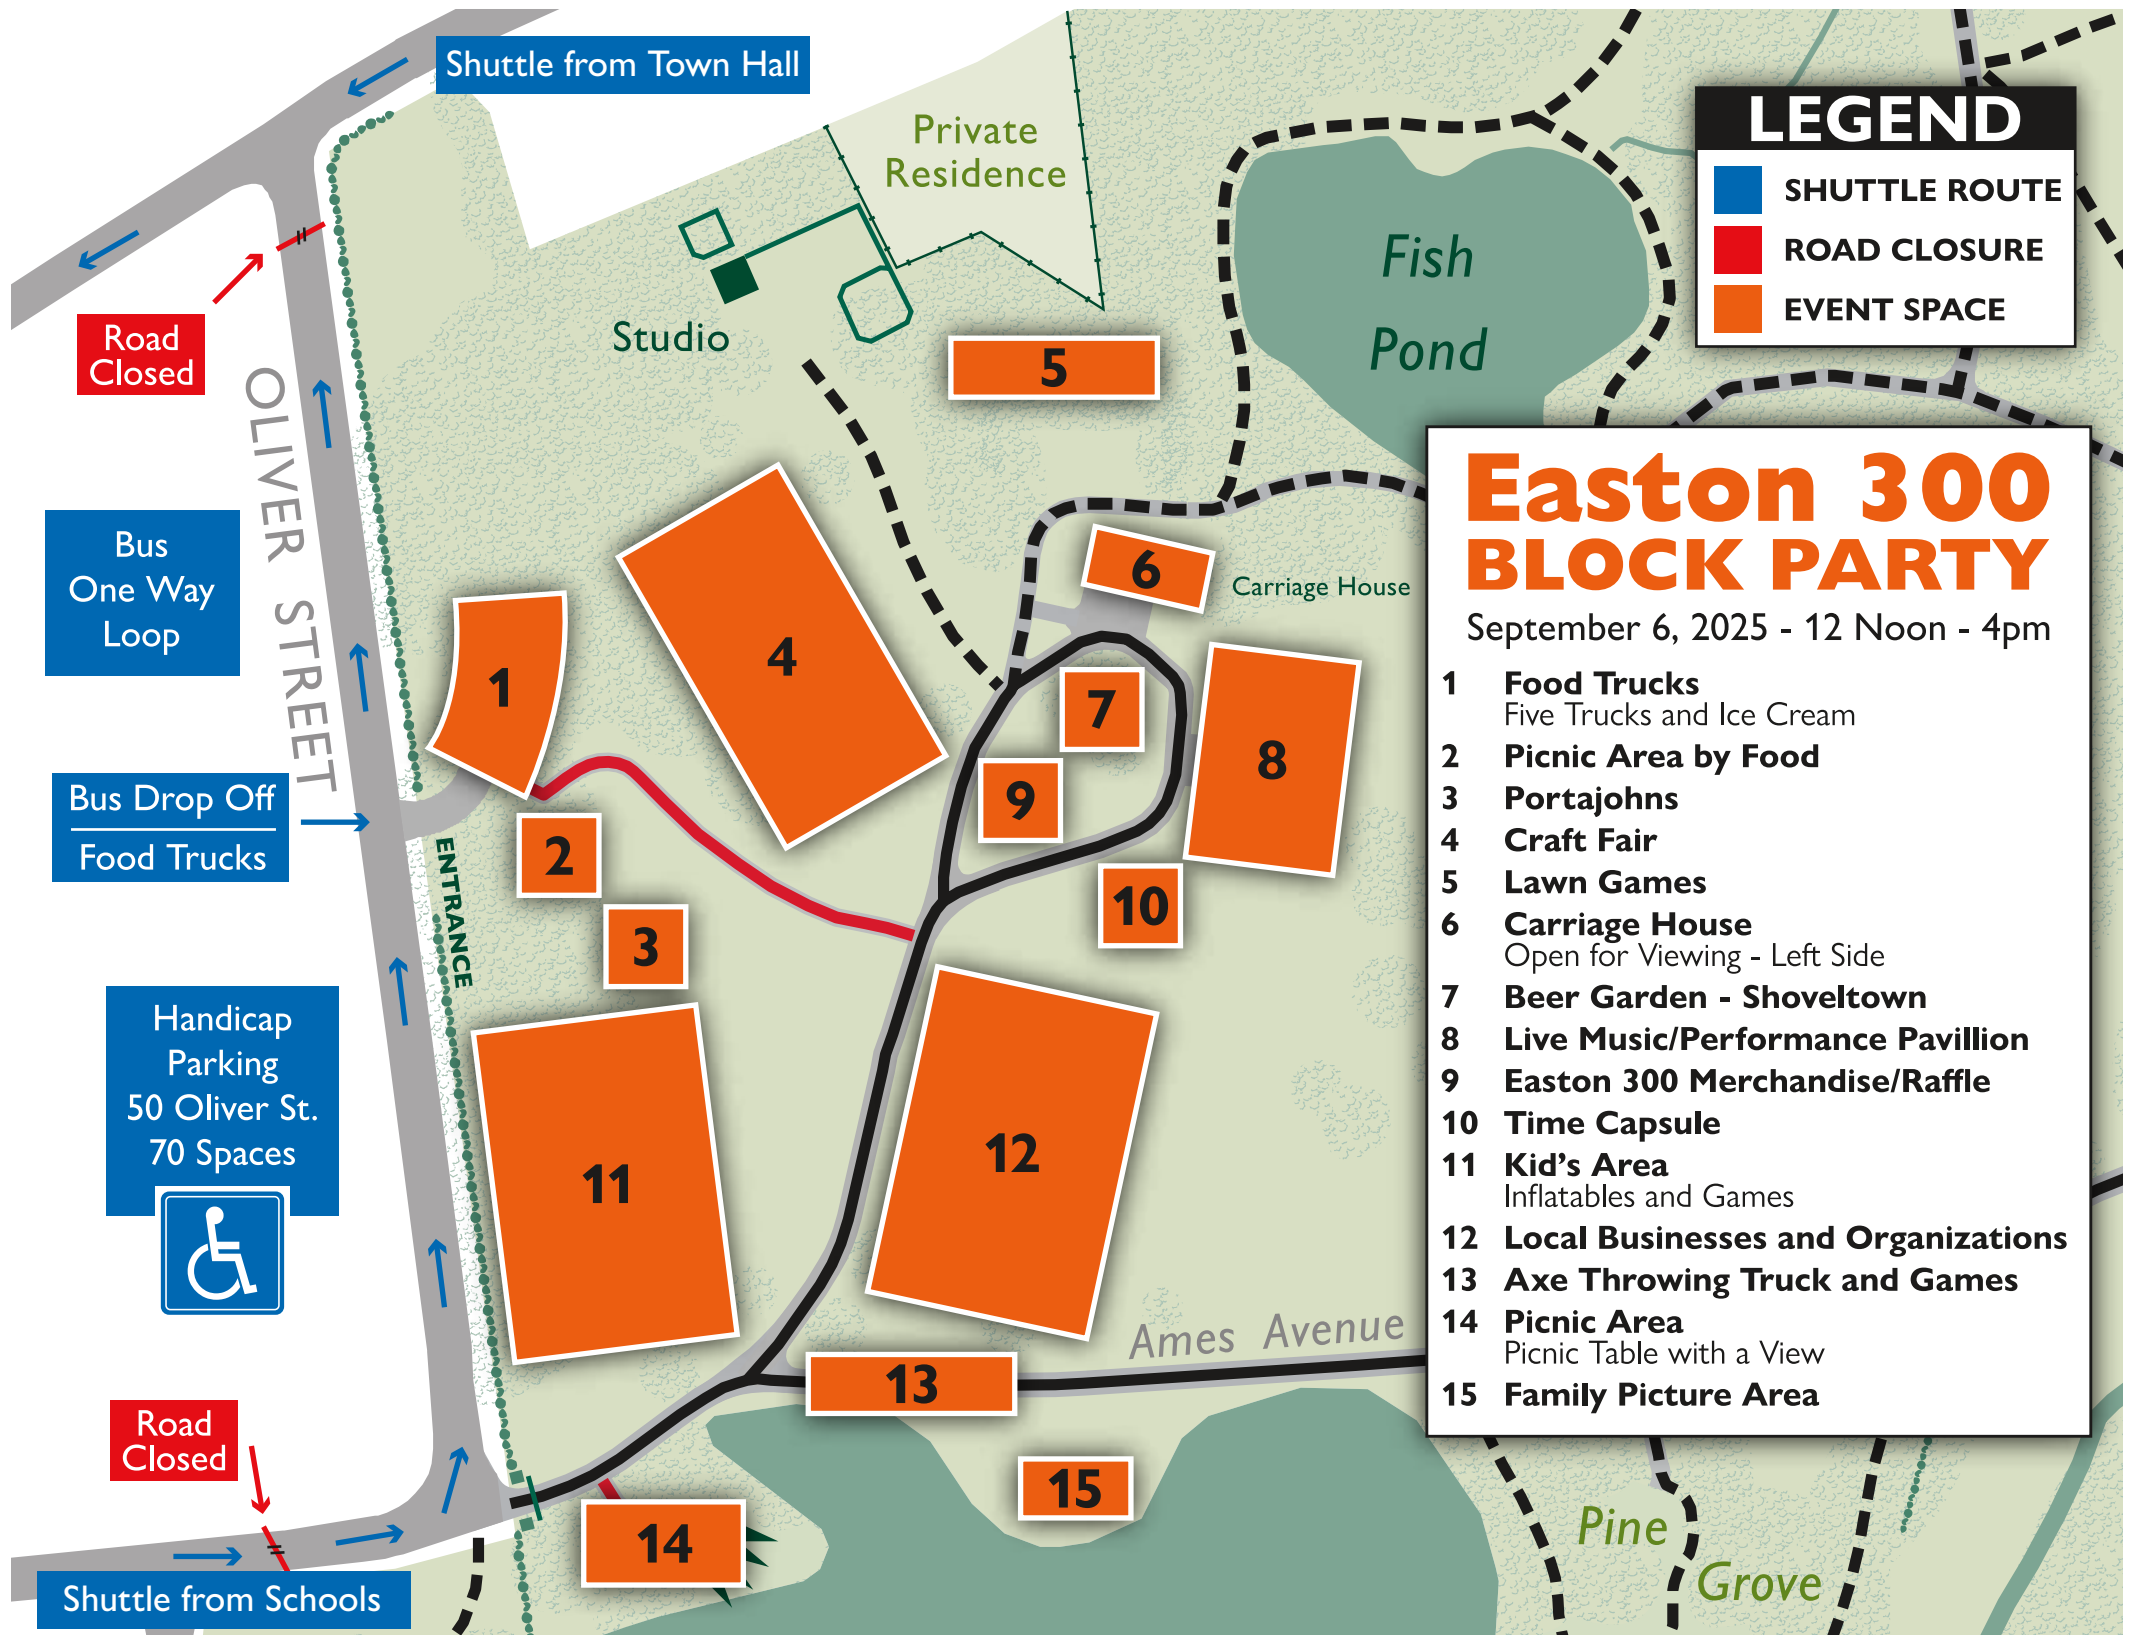 Shuttle from Town Hall
Private
Residence
LEGEND
SHUTTLE ROUTE
ROAD CLOSURE
EVENT SPACE
Fish
Pond
Studio
Road
Closed
OLIVER STREET
5
Bus
One Way
Loop
6
Carriage House
4
1
7
8
9
Bus Drop Off
Food Trucks
ENTRANCE
2
3
10
Handicap
Parking
50 Oliver St.
70 Spaces
11
12
Ames Avenue
13
Road
Closed
15
14
Shuttle from Schools
Pine
Grove
Easton 300
BLOCK PARTY
September 6, 2025 - 12 Noon - 4pm
1 Food Trucks
Five Trucks and Ice Cream
2 Picnic Area by Food
3 Portajohns
4 Craft Fair
5 Lawn Games
6 Carriage House
Open for Viewing - Left Side
7 Beer Garden - Shoveltown
8 Live Music/Performance Pavillion
9 Easton 300 Merchandise/Raffle
10 Time Capsule
11 Kid's Area
Inflatables and Games
12 Local Businesses and Organizations
13 Axe Throwing Truck and Games
14 Picnic Area
Picnic Table with a View
15 Family Picture Area